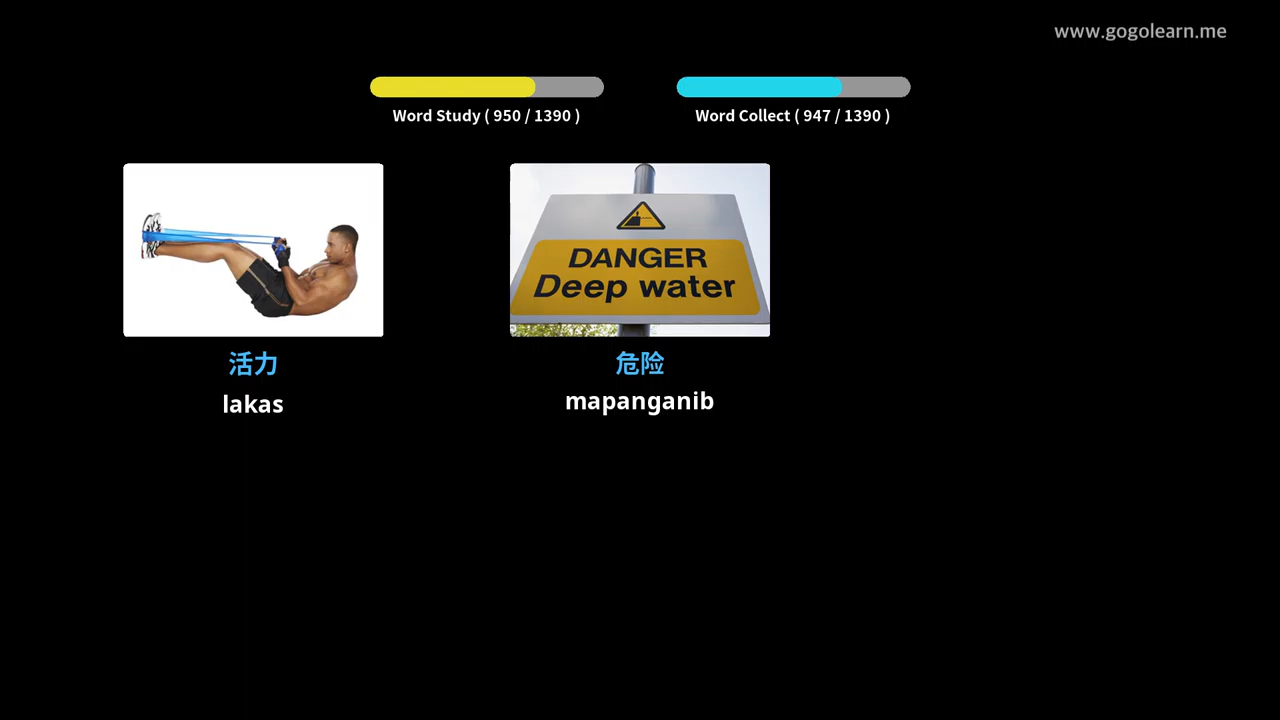 www.gogolearn.me
Word Study ( 950 / 1390 )
Word Collect ( 947 / 1390 )
DANGER
Deep water
活力
危险
lakas
mapanganib